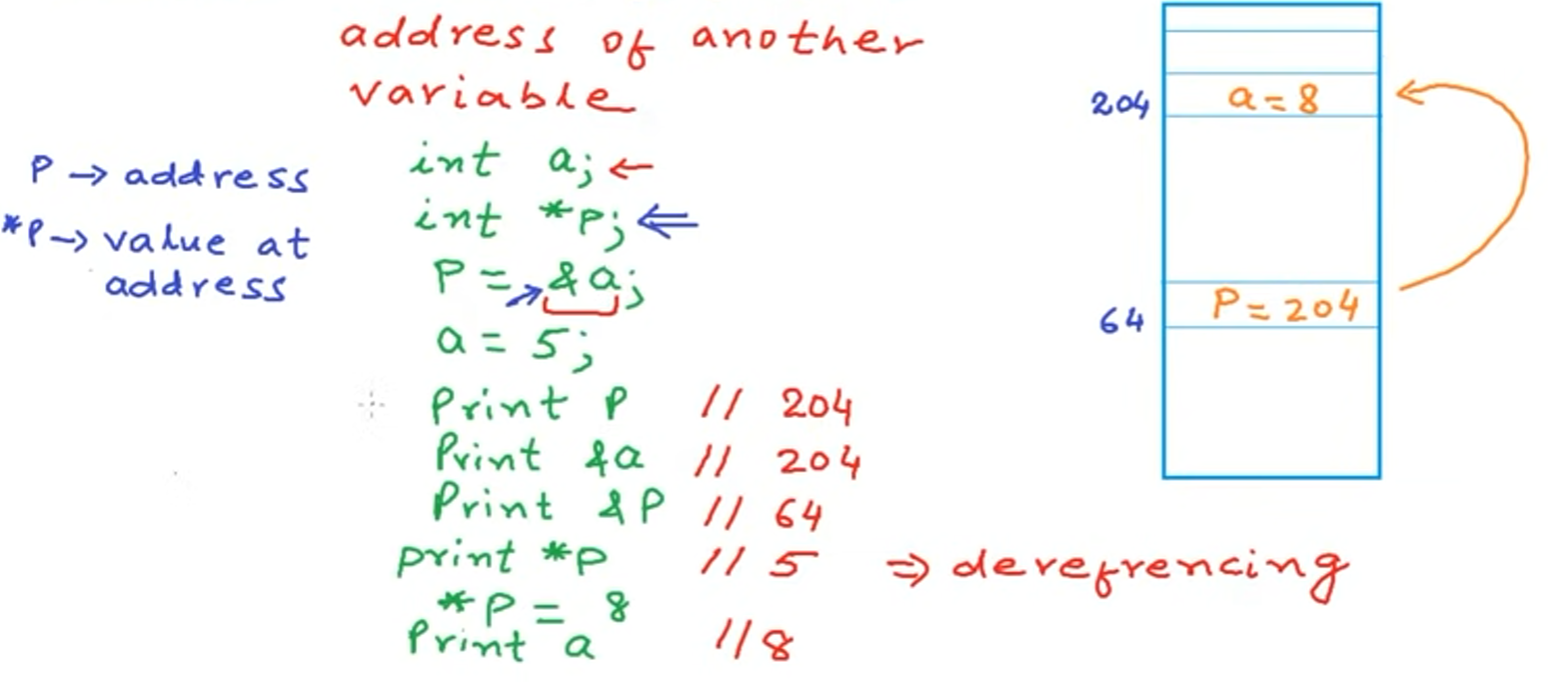 address of another
variable
P → address
*P → value at
address
int a; ←
int *p; ⇐
P = → &a;
a = 5;
Print P // 204
Print &a // 204
Print &P // 64
print *p // 5 ⇒ derefrencing
*P = 8
Print a // 8
204
a = 8
64
P = 204